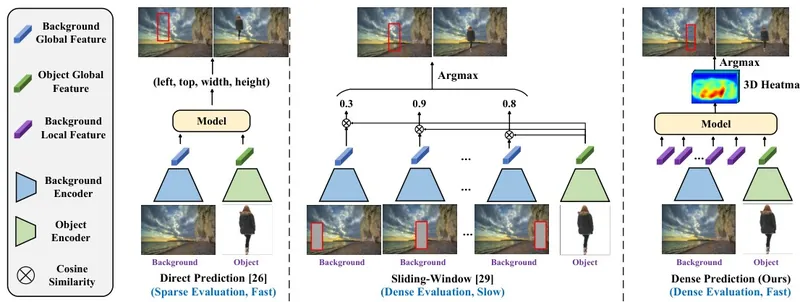 Background
Global Feature
Object Global
Feature
Background
Local Feature
Background
Encoder
Object
Encoder
Cosine
Similarity
(left, top, width, height)
Model
Background
Object
Direct Prediction [26]
(Sparse Evaluation, Fast)
Argmax
0.3
0.9
0.8
...
...
...
Background
Background
Background
Object
Sliding-Window [29]
(Dense Evaluation, Slow)
Argmax
3D Heatma
Model
...
Background
Object
Dense Prediction (Ours)
(Dense Evaluation, Fast)